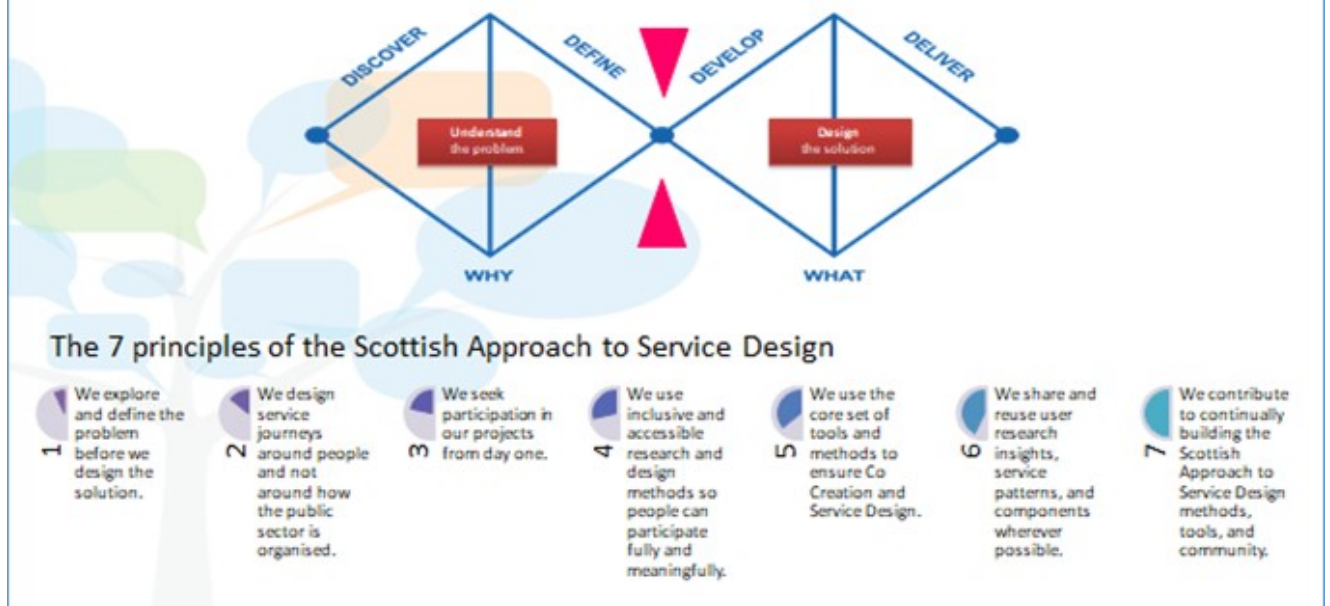 DISCOVER
DEFINE
DEVELOP
DELIVER
Understand
the problem
Design
the solution
WHY
WHAT
The 7 principles of the Scottish Approach to Service Design
1
We explore
and define the
problem
before we
design the
solution.
2
We design
service
journeys
around people
and not
around how
the public
sector is
organised.
3
We seek
participation in
our projects
from day one.
4
We use
inclusive and
accessible
research and
design
methods so
people can
participate
fully and
meaningfully.
5
We use the
core set of
tools and
methods to
ensure Co
Creation and
Service Design.
6
We share and
reuse user
research
insights,
service
patterns, and
components
wherever
possible.
7
We contribute
to continually
building the
Scottish
Approach to
Service Design
methods,
tools, and
community.